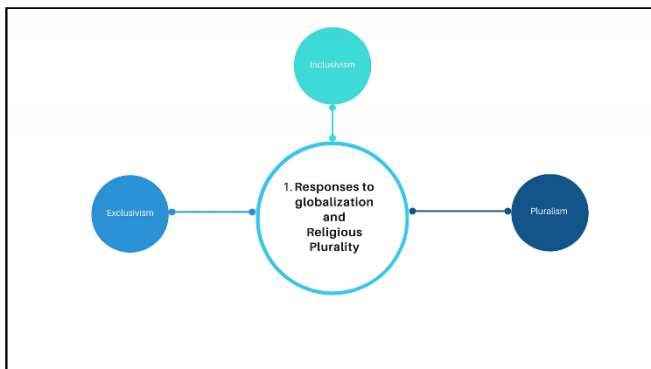 Inclusivism
Exclusivism
1. Responses to
globalization
and
Religious
Plurality
Pluralism